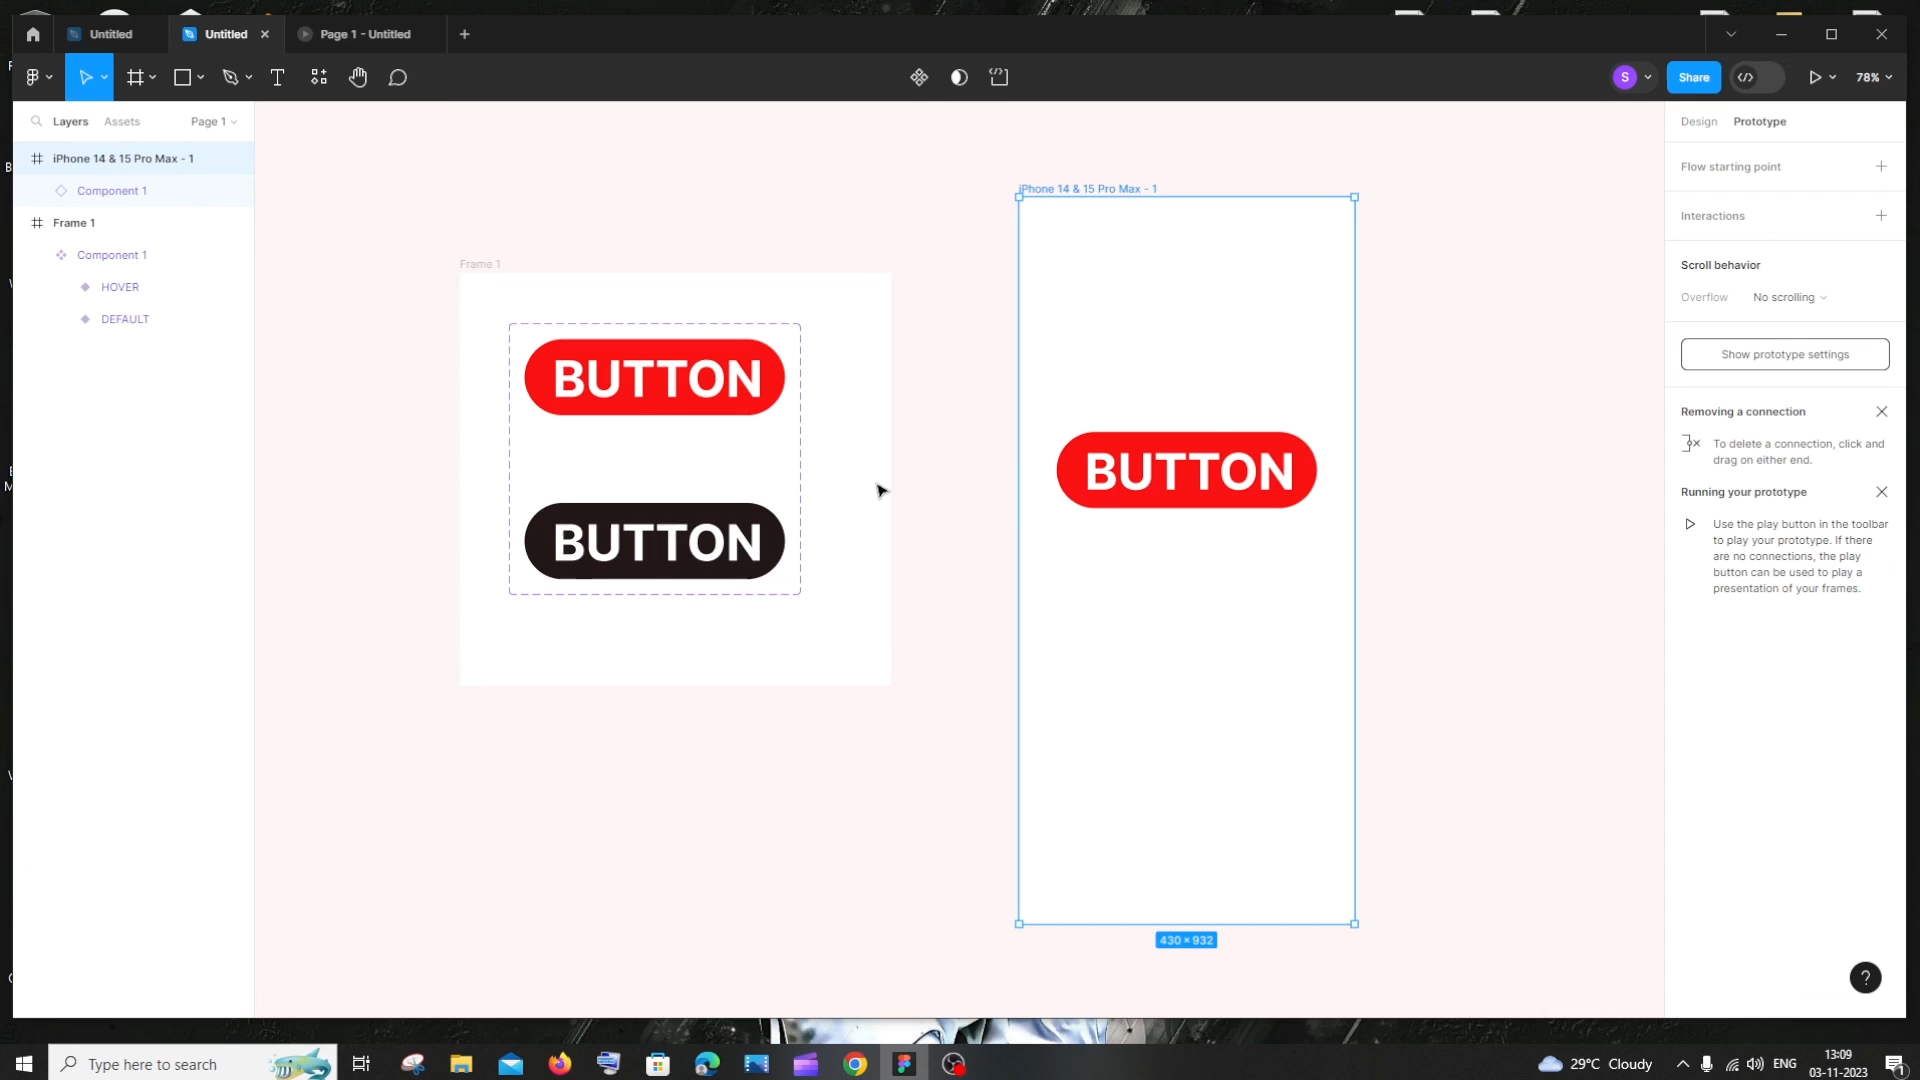 Untitled
Untitled
Page 1 - Untitled
S
Share
78%
Layers
Assets
Page 1
Design
Prototype
iPhone 14 & 15 Pro Max - 1
Component 1
Frame 1
Component 1
HOVER
DEFAULT
Frame 1
BUTTON
BUTTON
iPhone 14 & 15 Pro Max - 1
BUTTON
430 × 932
Flow starting point
Interactions
Scroll behavior
Overflow
No scrolling
Show prototype settings
Removing a connection
To delete a connection, click and
drag on either end.
Running your prototype
Use the play button in the toolbar
to play your prototype. If there
are no connections, the play
button can be used to play a
presentation of your frames.
?
Type here to search
29°C Cloudy
ENG
13:09
03-11-2023
1